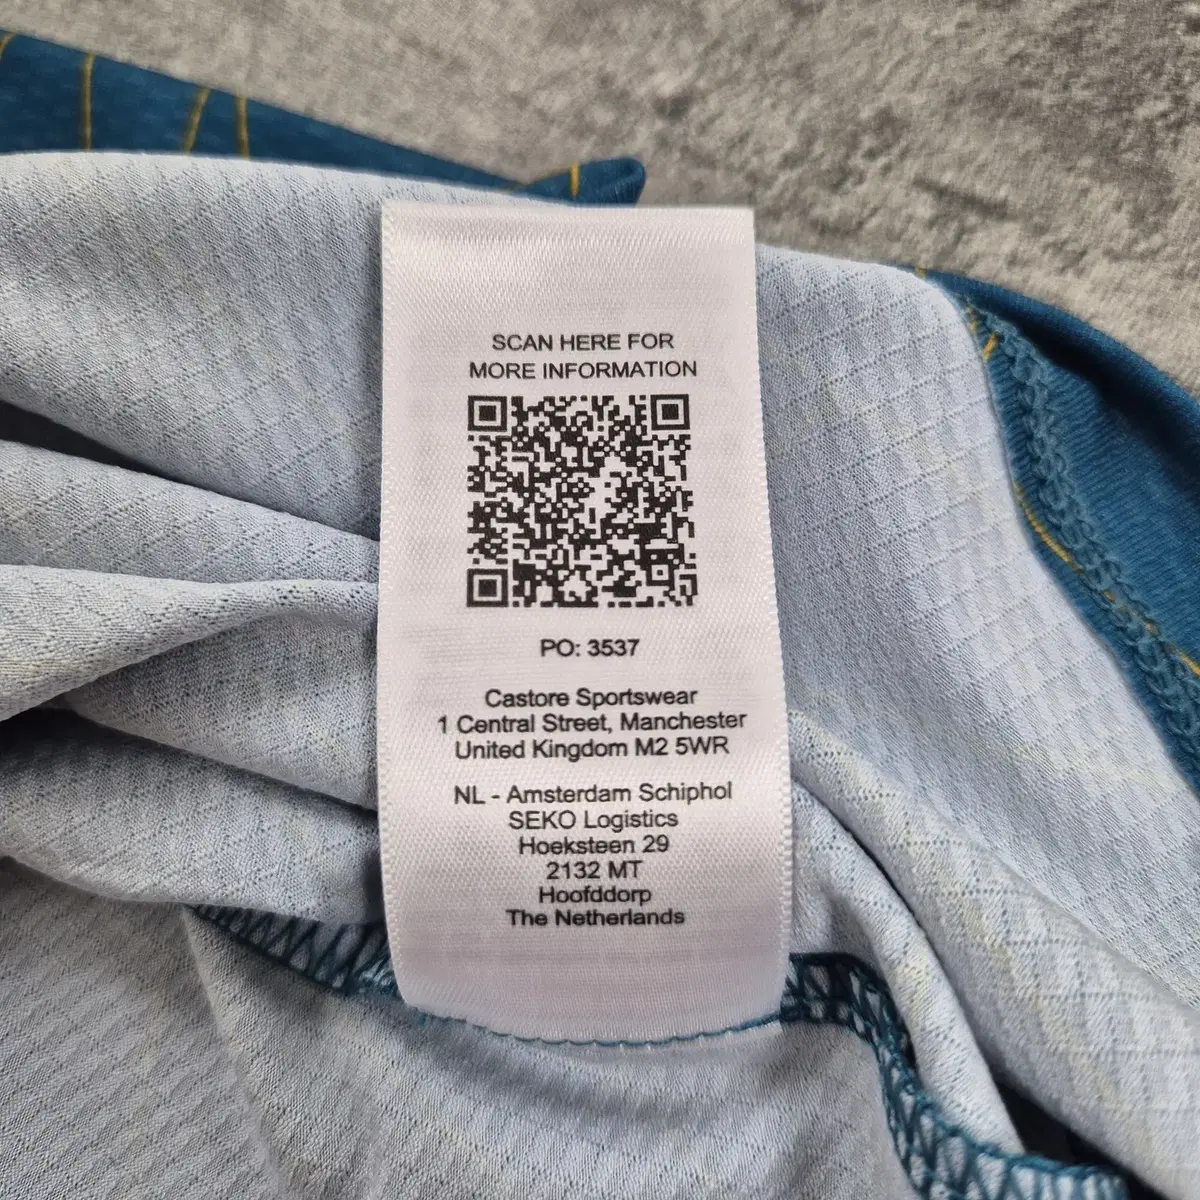 SCAN HERE FOR
MORE INFORMATION
PO: 3537
Castore Sportswear
1 Central Street, Manchester
United Kingdom M2 5WR
NL - Amsterdam Schiphol
SEKO Logistics
Hoeksteen 29
2132 MT
Hoofddorp
The Netherlands